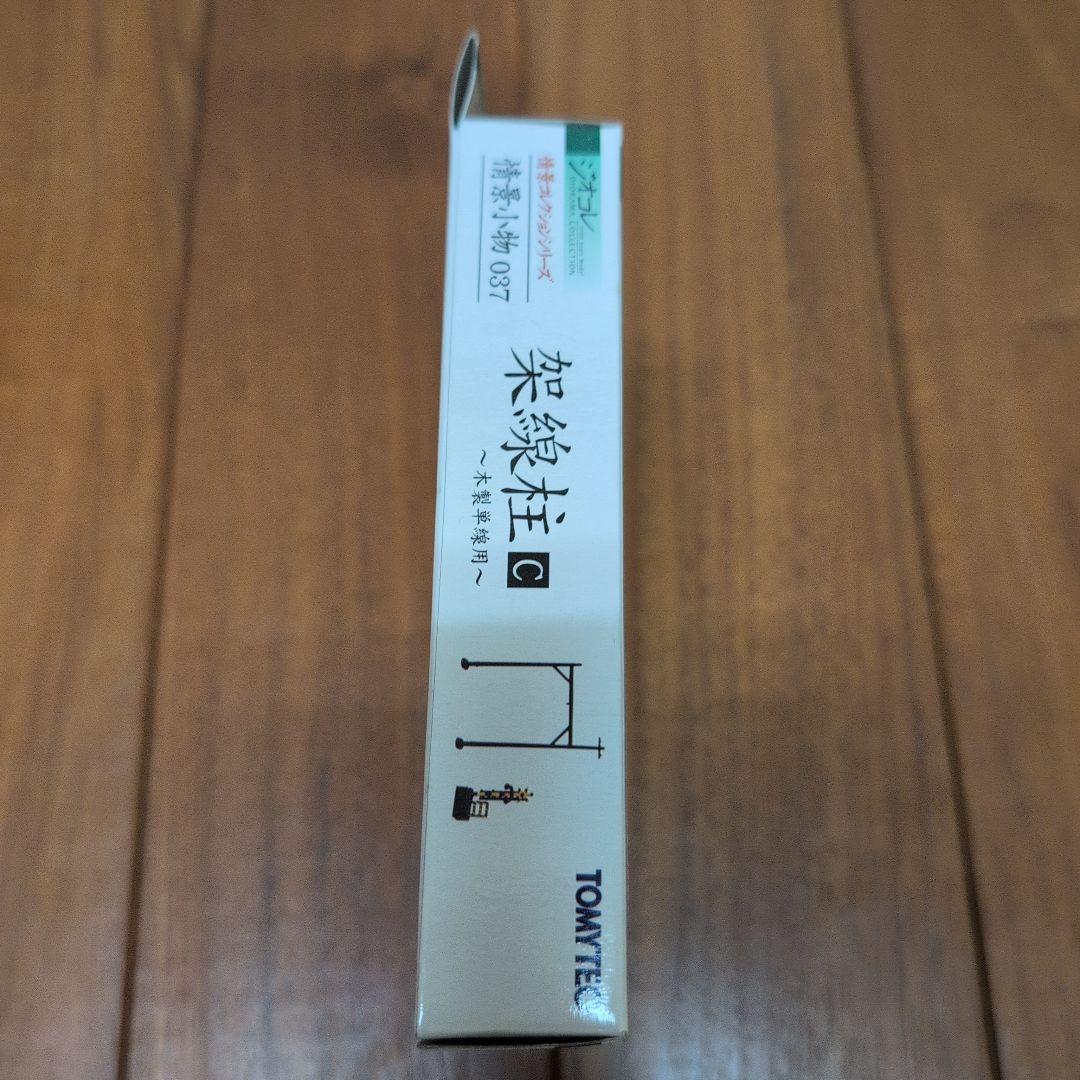 ジオコレ
DIORAMA COLLECTION
情景コレクションシリーズ
情景小物 037
架線柱 C
～木製単線用～
TOMYTEC